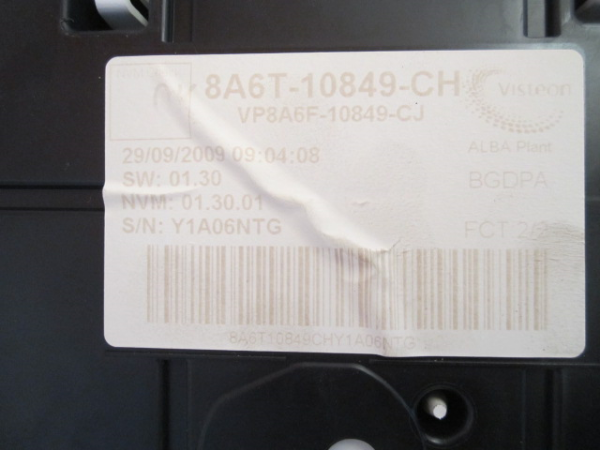 8A6T-10849-CH
VP8A6F-10849-CJ
Visteon
29/09/2009 09:04:08
ALBA Plant
SW: 01.30
BGDPA
NVM: 01.30.01
S/N: Y1A06NTG
FCT
8A6T10849CHY1A06NTG